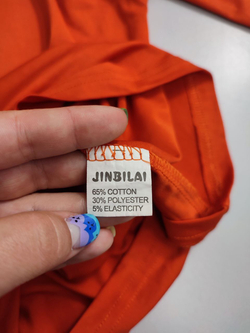 JINBILAI
65% COTTON
30% POLYESTER
5% ELASTICITY